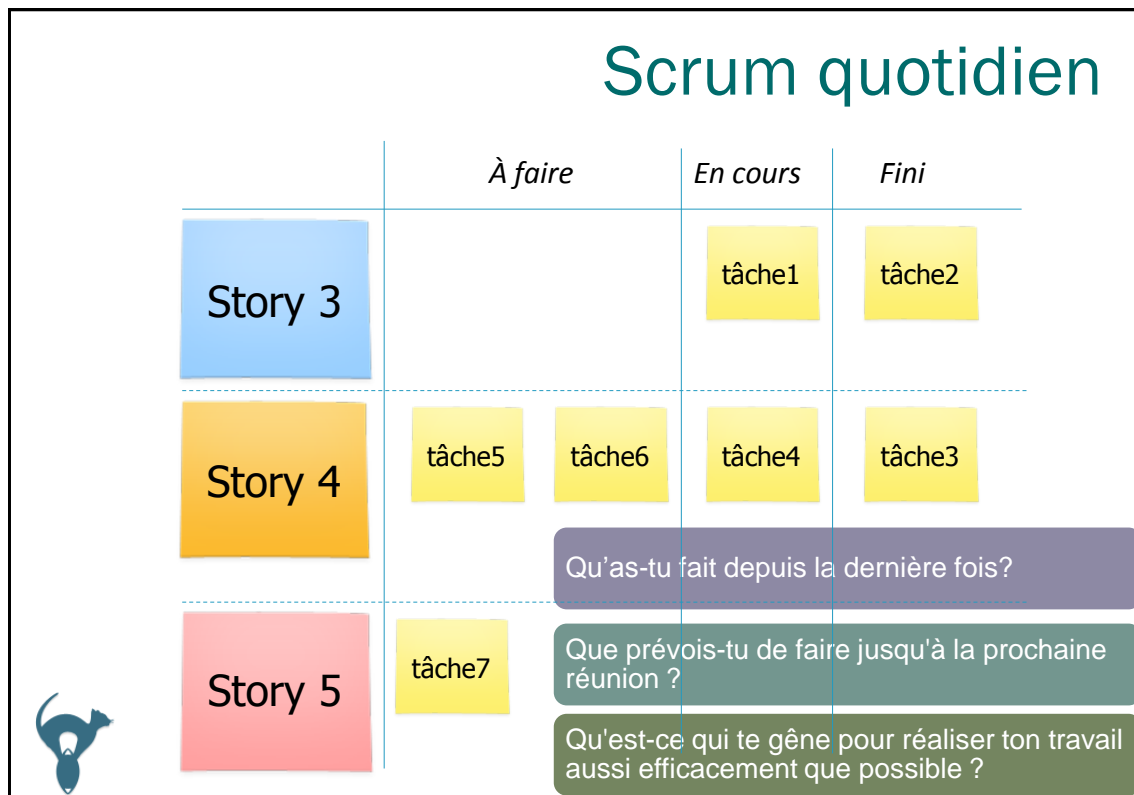 Scrum quotidien
À faire
En cours
Fini
Story 3
tâche1
tâche2
Story 4
tâche5
tâche6
tâche4
tâche3
Qu’as-tu fait depuis la dernière fois?
Story 5
tâche7
Que prévois-tu de faire jusqu'à la prochaine
réunion ?
Qu'est-ce qui te gêne pour réaliser ton travail
aussi efficacement que possible ?